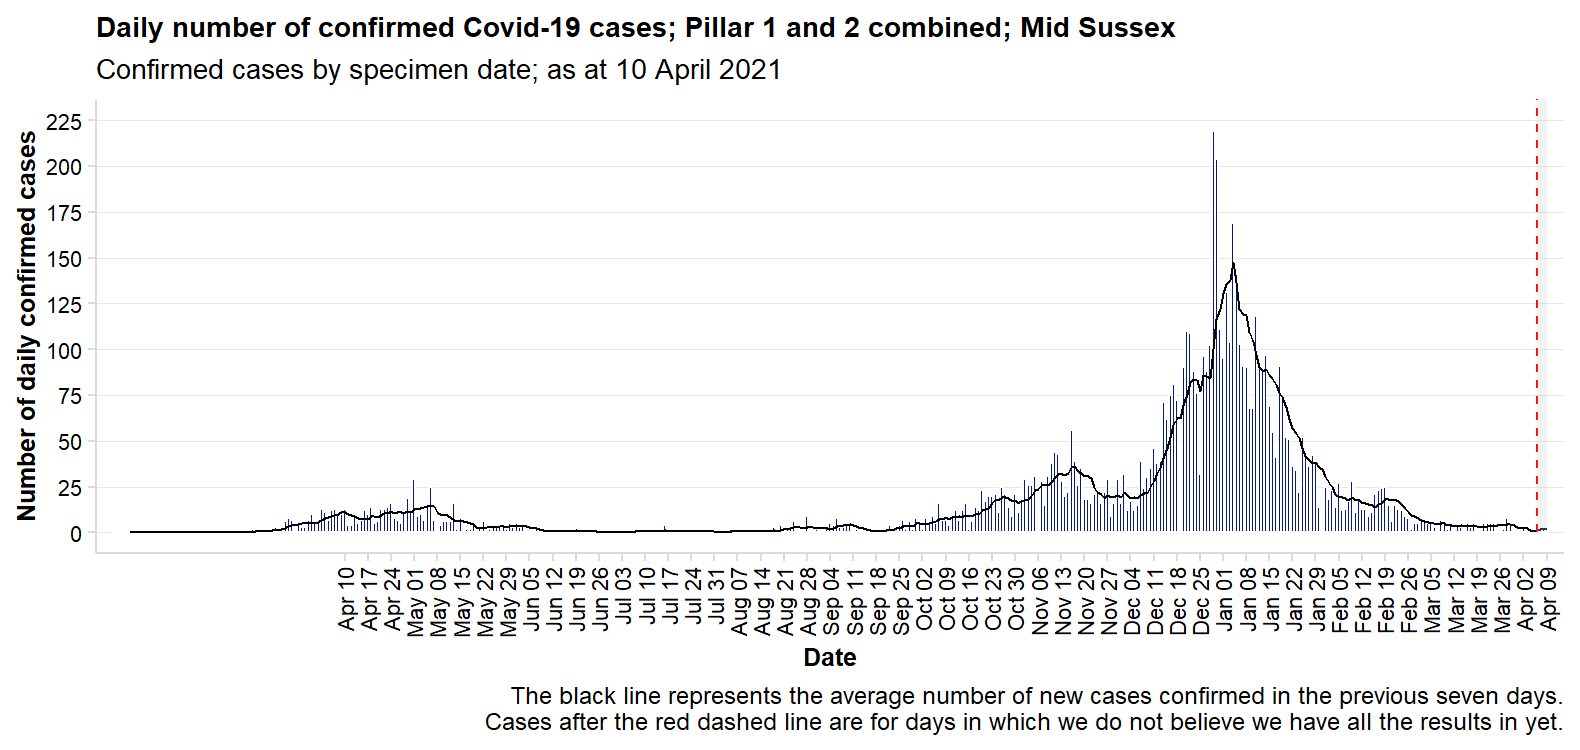 Daily number of confirmed Covid-19 cases; Pillar 1 and 2 combined; Mid Sussex
Confirmed cases by specimen date; as at 10 April 2021
Number of daily confirmed cases
225
200
175
150
125
100
75
50
25
0
Apr 10
Apr 17
Apr 24
May 01
May 08
May 15
May 22
May 29
Jun 05
Jun 12
Jun 19
Jun 26
Jul 03
Jul 10
Jul 17
Jul 24
Jul 31
Aug 07
Aug 14
Aug 21
Aug 28
Sep 04
Sep 11
Sep 18
Sep 25
Oct 02
Oct 09
Oct 16
Oct 23
Oct 30
Nov 06
Nov 13
Nov 20
Nov 27
Dec 04
Dec 11
Dec 18
Dec 25
Jan 01
Jan 08
Jan 15
Jan 22
Jan 29
Feb 05
Feb 12
Feb 19
Feb 26
Mar 05
Mar 12
Mar 19
Mar 26
Apr 02
Apr 09
Date
The black line represents the average number of new cases confirmed in the previous seven days.
Cases after the red dashed line are for days in which we do not believe we have all the results in yet.